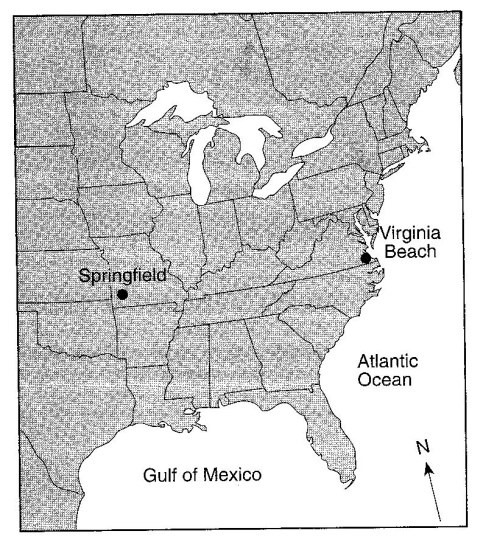 Virginia
Beach
Springfield
Atlantic
Ocean
Gulf of Mexico
N